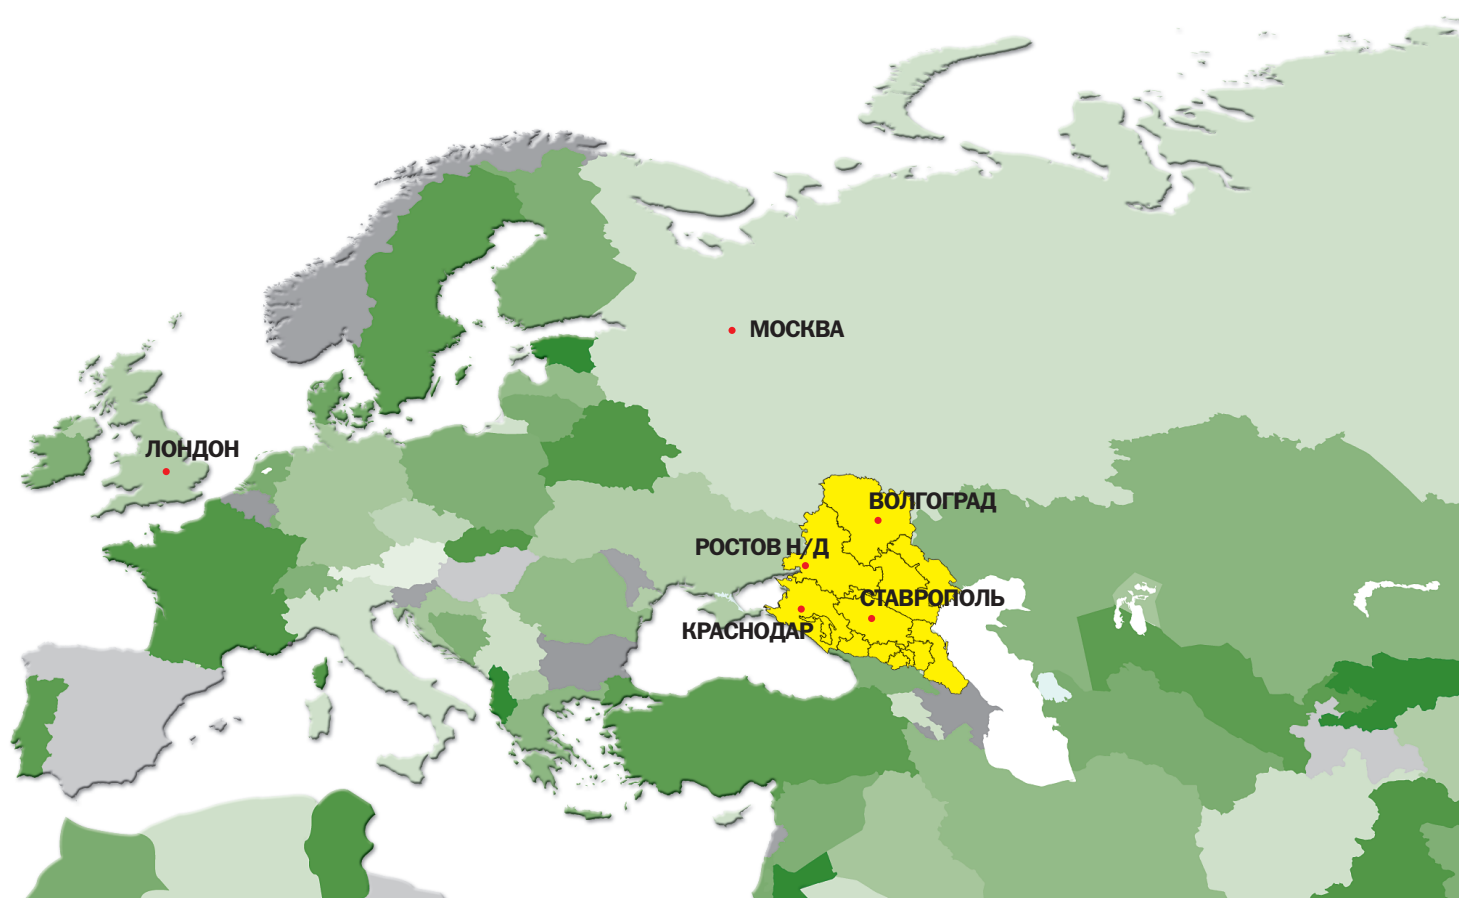 МОСКВА
ЛОНДОН
ВОЛГОГРАД
РОСТОВ Н/Д
СТАВРОПОЛЬ
КРАСНОДАР